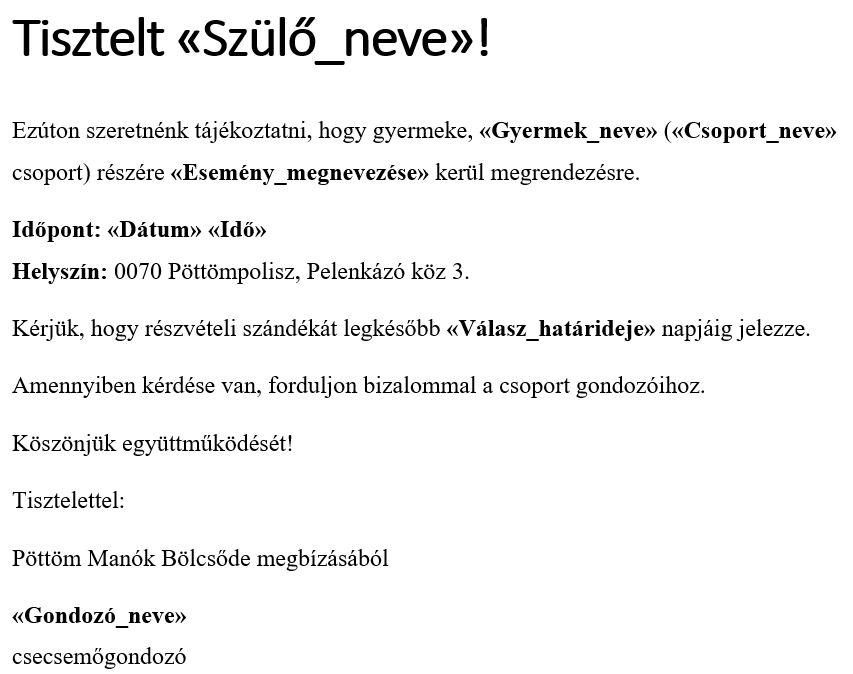 Tisztelt «Szülő_neve»!
Ezúton szeretnénk tájékoztatni, hogy gyermeke, «Gyermek_neve» («Csoport_neve»
csoport) részére «Esemény_megnevezése» kerül megrendezésre.
Időpont: «Dátum» «Idő»
Helyszín: 0070 Pöttömpolisz, Pelenkázó köz 3.
Kérjük, hogy részvételi szándékát legkésőbb «Válasz_határideje» napjáig jelezze.
Amennyiben kérdése van, forduljon bizalommal a csoport gondozóihoz.
Köszönjük együttműködését!
Tisztelettel:
Pöttöm Manók Bölcsőde megbízásából
«Gondozó_neve»
csecsemőgondozó